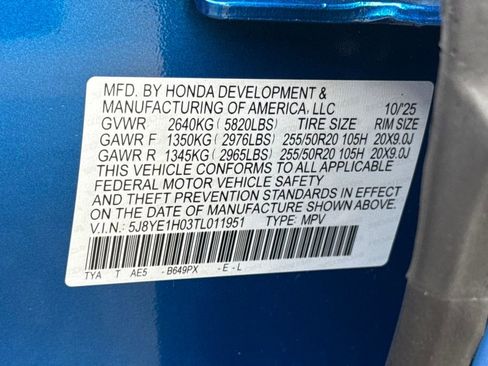 MFD. BY HONDA DEVELOPMENT &
MANUFACTURING OF AMERICA, LLC 10/'25
GVWR 2640KG (5820LBS) TIRE SIZE RIM SIZE
GAWR F 1350KG (2976LBS) 255/50R20 105H 20X9.0J
GAWR R 1345KG (2965LBS) 255/50R20 105H 20X9.0J
THIS VEHICLE CONFORMS TO ALL APPLICABLE
FEDERAL MOTOR VEHICLE SAFETY
AND THEFT PREVENTION STANDARDS IN EFFECT
ON THE DATE OF MANUFACTURE SHOWN ABOVE.
V.I.N.: 5J8YE1H03TL011951 TYPE: MPV
TYA T AE5 - B649PX - E - L